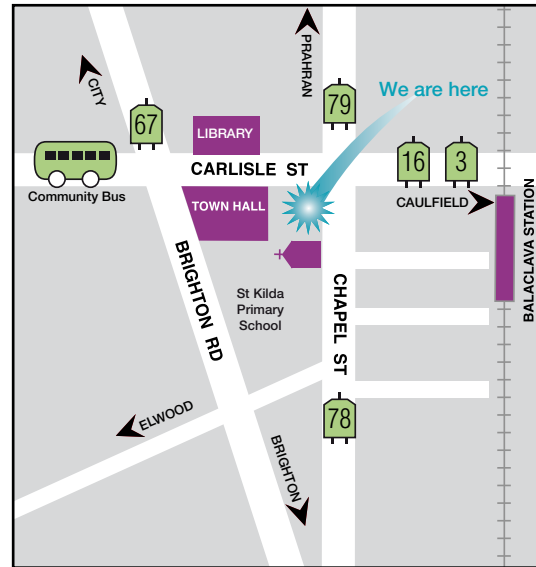 PRAHRAN
CITY
79
We are here
67
LIBRARY
CARLISLE ST
16
3
Community Bus
TOWN HALL
CAULFIELD
BALACLAVA STATION
BRIGHTON RD
St Kilda
Primary
School
CHAPEL ST
ELWOOD
78
BRIGHTON